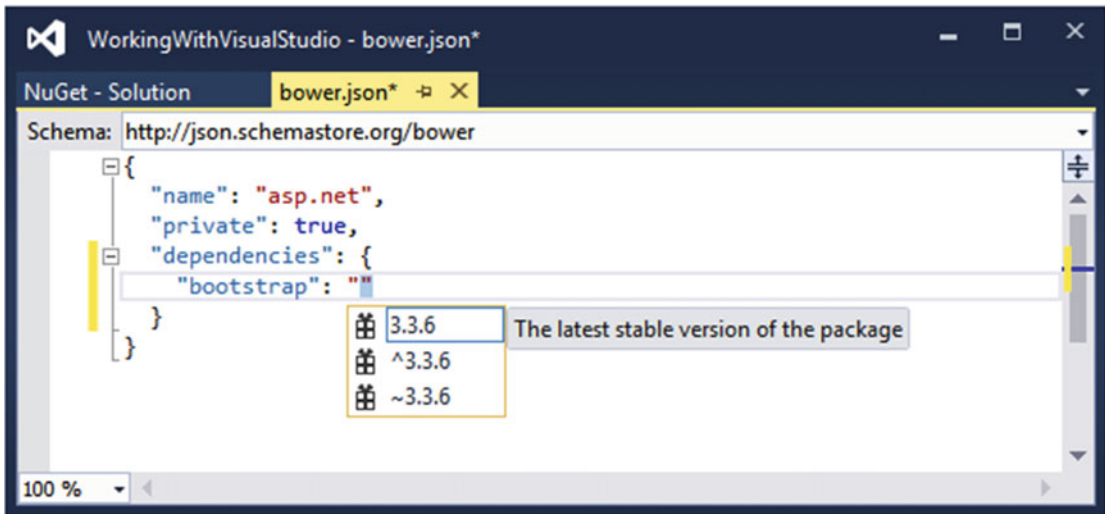 WorkingWithVisualStudio - bower.json*
NuGet - Solution bower.json*
Schema: http://json.schemastore.org/bower
{
"name": "asp.net",
"private": true,
"dependencies": {
"bootstrap": ""
}
3.3.6 The latest stable version of the package
}
^3.3.6
~3.3.6
100 %